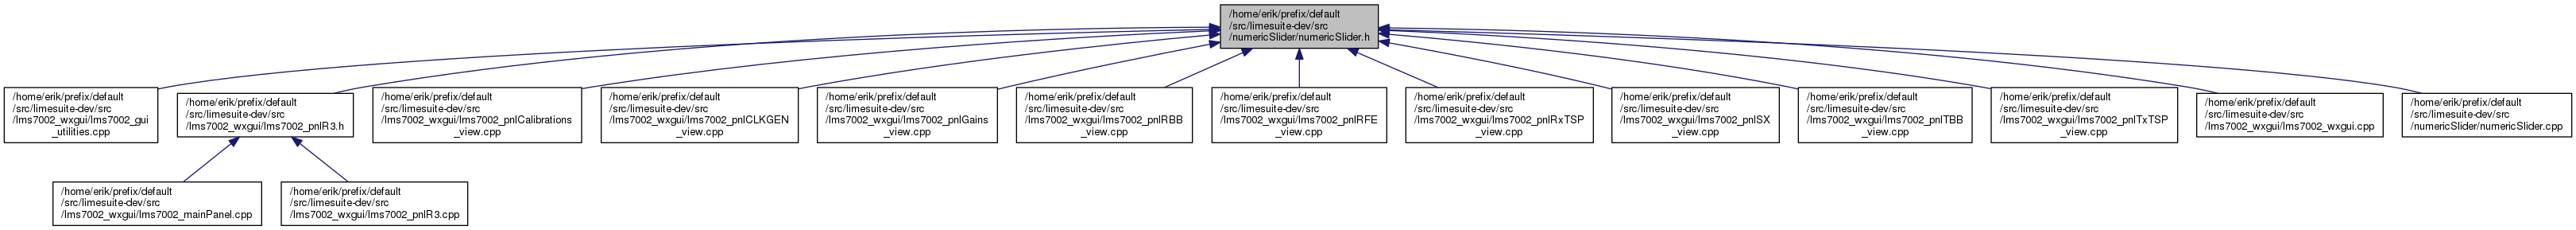 /home/erik/prefix/default
/src/limesuite-dev/src
/numericSlider/numericSlider.h
/home/erik/prefix/default
/src/limesuite-dev/src
/lms7002_wxgui/lms7002_gui
_utilities.cpp
/home/erik/prefix/default
/src/limesuite-dev/src
/lms7002_wxgui/lms7002_pnlR3.h
/home/erik/prefix/default
/src/limesuite-dev/src
/lms7002_wxgui/lms7002_pnlCalibrations
_view.cpp
/home/erik/prefix/default
/src/limesuite-dev/src
/lms7002_wxgui/lms7002_pnlCLKGEN
_view.cpp
/home/erik/prefix/default
/src/limesuite-dev/src
/lms7002_wxgui/lms7002_pnlGains
_view.cpp
/home/erik/prefix/default
/src/limesuite-dev/src
/lms7002_wxgui/lms7002_pnlRBB
_view.cpp
/home/erik/prefix/default
/src/limesuite-dev/src
/lms7002_wxgui/lms7002_pnlRFE
_view.cpp
/home/erik/prefix/default
/src/limesuite-dev/src
/lms7002_wxgui/lms7002_pnlRxTSP
_view.cpp
/home/erik/prefix/default
/src/limesuite-dev/src
/lms7002_wxgui/lms7002_pnlSX
_view.cpp
/home/erik/prefix/default
/src/limesuite-dev/src
/lms7002_wxgui/lms7002_pnlTBB
_view.cpp
/home/erik/prefix/default
/src/limesuite-dev/src
/lms7002_wxgui/lms7002_pnlTxTSP
_view.cpp
/home/erik/prefix/default
/src/limesuite-dev/src
/lms7002_wxgui/lms7002_wxgui.cpp
/home/erik/prefix/default
/src/limesuite-dev/src
/numericSlider/numericSlider.cpp
/home/erik/prefix/default
/src/limesuite-dev/src
/lms7002_wxgui/lms7002_mainPanel.cpp
/home/erik/prefix/default
/src/limesuite-dev/src
/lms7002_wxgui/lms7002_pnlR3.cpp